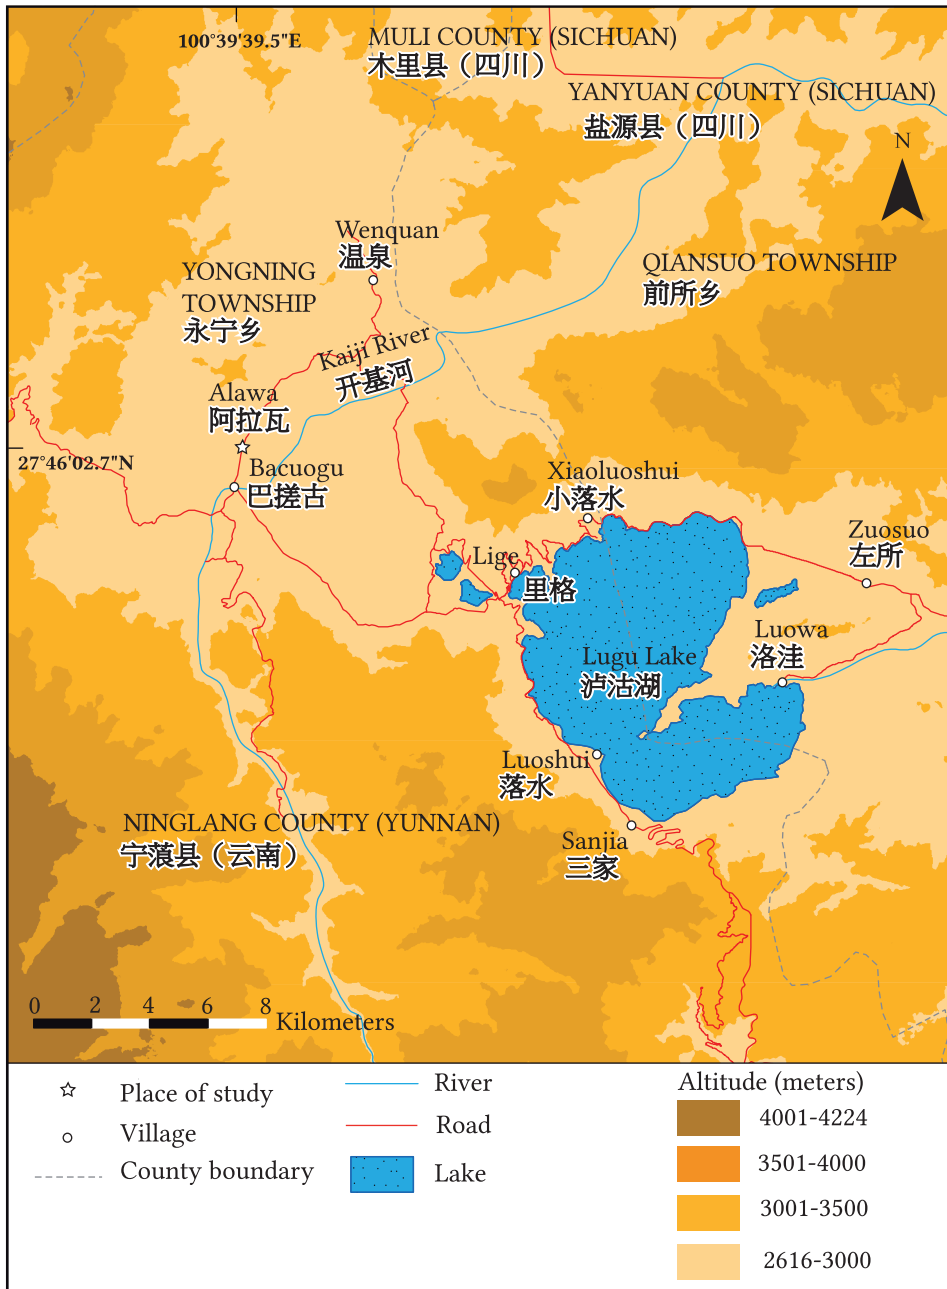 100°39'39.5"E
MULI COUNTY (SICHUAN)
木里县（四川）
YANYUAN COUNTY (SICHUAN)
盐源县（四川）
N
Wenquan
温泉
YONGNING
TOWNSHIP
永宁乡
QIANSUO TOWNSHIP
前所乡
Kaiji River
开基河
Alawa
阿拉瓦
27°46'02.7"N
Bacuogu
巴搓古
Xiaoluoshui
小落水
Zuosuo
左所
Lige
里格
Luowa
洛洼
Lugu Lake
泸沽湖
Luoshui
落水
NINGLANG COUNTY (YUNNAN)
宁蒗县（云南）
Sanjia
三家
0 2 4 6 8
Kilometers
Place of study
Village
County boundary
River
Road
Lake
Altitude (meters)
4001-4224
3501-4000
3001-3500
2616-3000